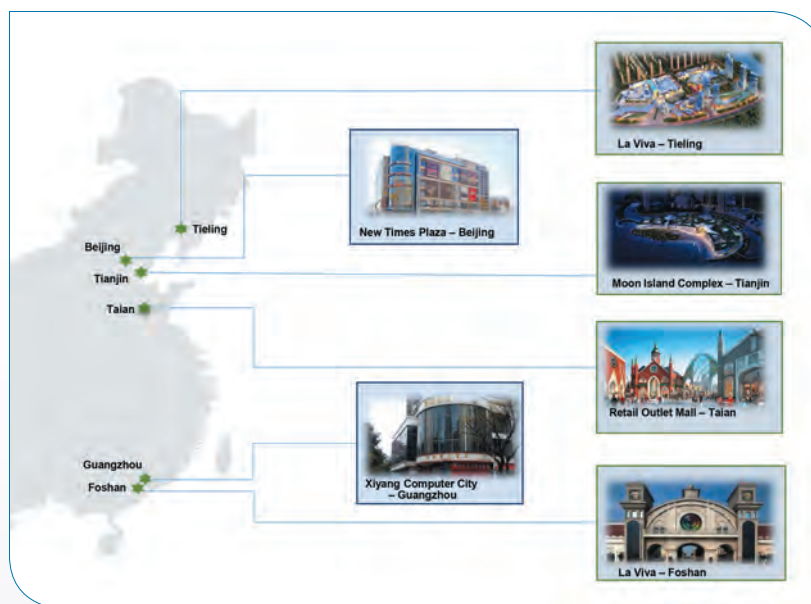 La Viva – Tieling
New Times Plaza – Beijing
Tieling
Beijing
Tianjin
Moon Island Complex – Tianjin
Taian
Retail Outlet Mall – Taian
Guangzhou
Foshan
Xiyang Computer City
– Guangzhou
La Viva – Foshan